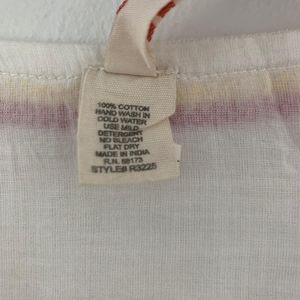 100% COTTON
HAND WASH IN
COLD WATER
USE MILD
DETERGENT
NO BLEACH
FLAT DRY
MADE IN INDIA
R.N. 59173
STYLE# R3225